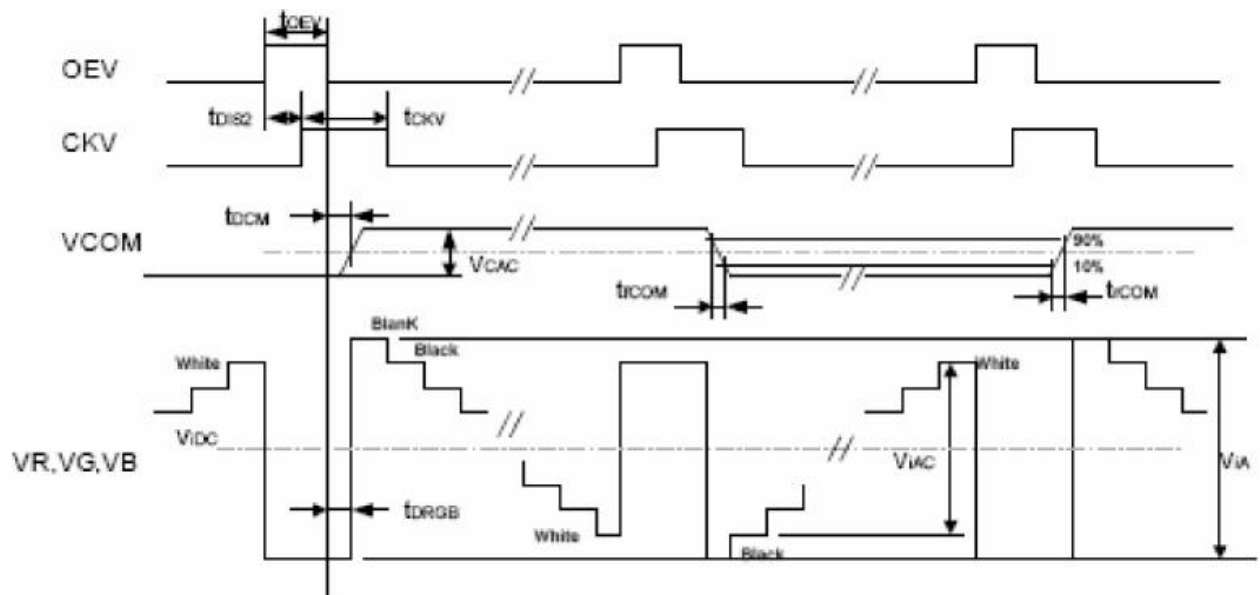 tOEV
OEV
tDIS2
tCKV
CKV
tDCM
VCOM
VCAC
90%
10%
tfCOM
trCOM
BlanK
White
Black
White
ViDC
VR,VG,VB
ViAC
ViA
tDRGB
White
Black